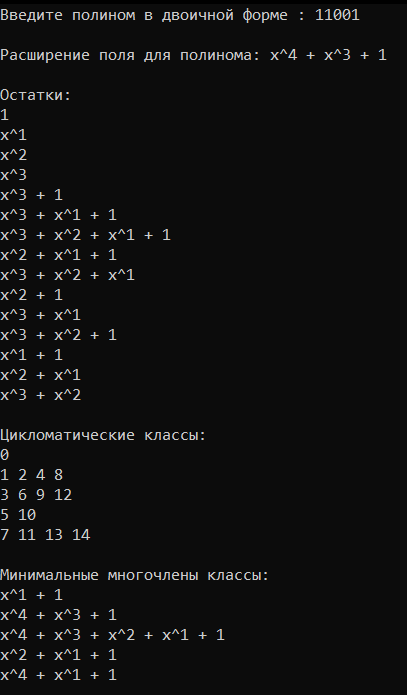 Введите полином в двоичной форме : 11001
Расширение поля для полинома: x^4 + x^3 + 1
Остатки:
1
x^1
x^2
x^3
x^3 + 1
x^3 + x^1 + 1
x^3 + x^2 + x^1 + 1
x^2 + x^1 + 1
x^3 + x^2 + x^1
x^2 + 1
x^3 + x^1
x^3 + x^2 + 1
x^1 + 1
x^2 + x^1
x^3 + x^2
Цикломатические классы:
0
1 2 4 8
3 6 9 12
5 10
7 11 13 14
Минимальные многочлены классы:
x^1 + 1
x^4 + x^3 + 1
x^4 + x^3 + x^2 + x^1 + 1
x^2 + x^1 + 1
x^4 + x^1 + 1